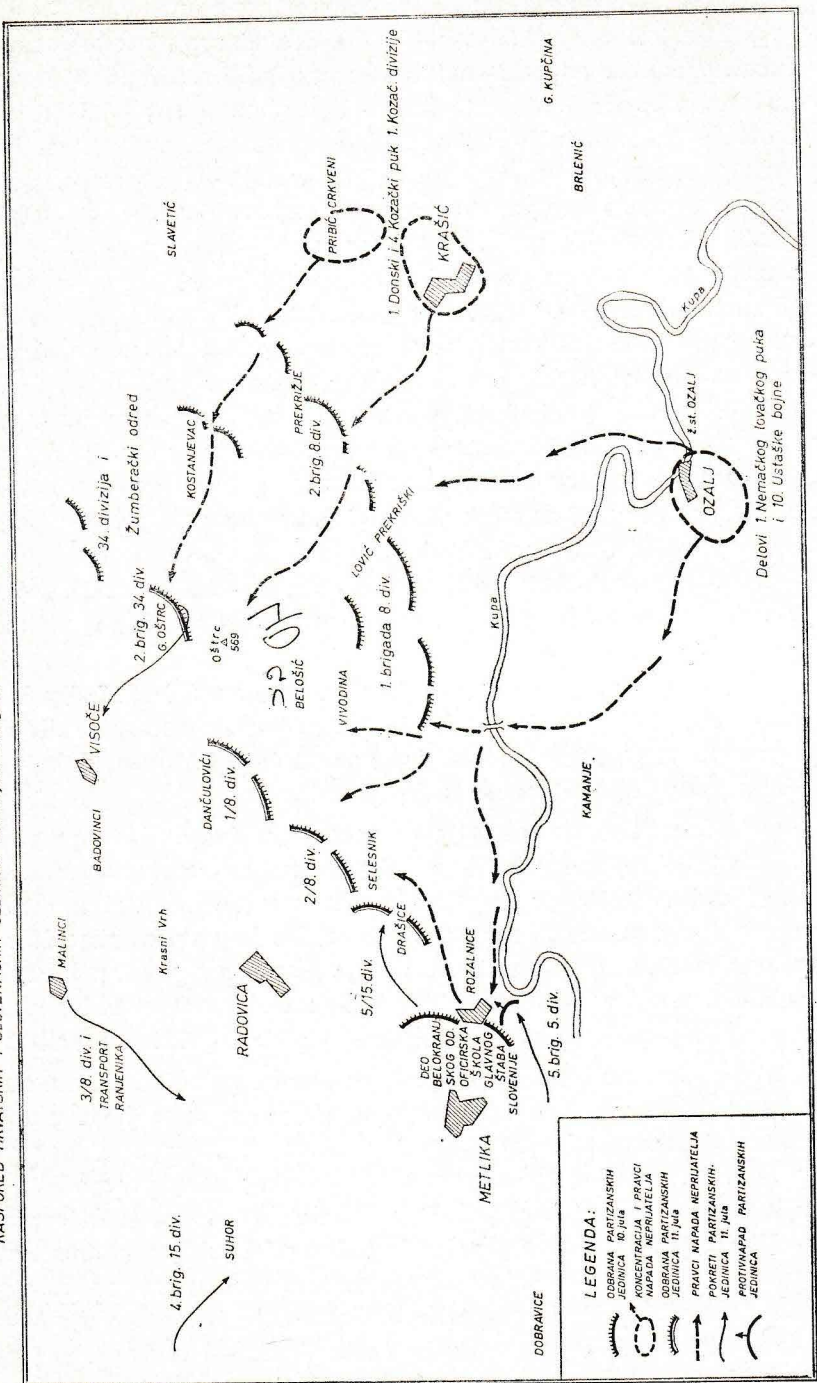 SLAVETIĆ
PRIBIĆ CRKVENI
1. Donski i 4. Kozački puk 1. Kozač. divizije
KRAŠIĆ
G. KUPČINA
BRLENIĆ
34. divizija i
Žumberački odred
KOSTANJEVAC
PREKRIŽJE
2. brig. 8. div.
2. brig. 34. div.
G. OŠTRC
Oštrc
569
BELOŠIĆ
LOVIĆ PREKRIŠKI
1. brigada 8. div.
VIVODINA
Kupa
Kupa
ž.st. OZALJ
OZALJ
Delovi 1. Nemačkog lovačkog puka
i 10. Ustaške bojne
VISOČE
BADOVINCI
DANČULOVIĆI
1/8. div.
2/8. div.
SELESNIK
DRAŠICE
5/15. div.
KAMANJE
MALINCI
Krasni Vrh
RADOVICA
3/8. div. i
TRANSPORT
RANJENIKA
ROZALNICE
DEO
BELOKRANJ
SKOG OD.
OFICIRSKA
ŠKOLA
GLAVNOG
ŠTABA
SLOVENIJE
METLIKA
5. brig. 5. div.
4. brig. 15. div.
SUHOR
DOBRAVICE
LEGENDA:
ODBRANA PARTIZANSKIH
JEDINICA 10. jula
KONCENTRACIJA I PRAVCI
NAPADA NEPRIJATELJA
ODBRANA PARTIZANSKIH
JEDINICA 11. jula
PRAVCI NAPADA NEPRIJATELJA
POKRETI PARTIZANSKIH-
JEDINICA 11. jula
PROTIVNAPAD PARTIZANSKIH
JEDINICA